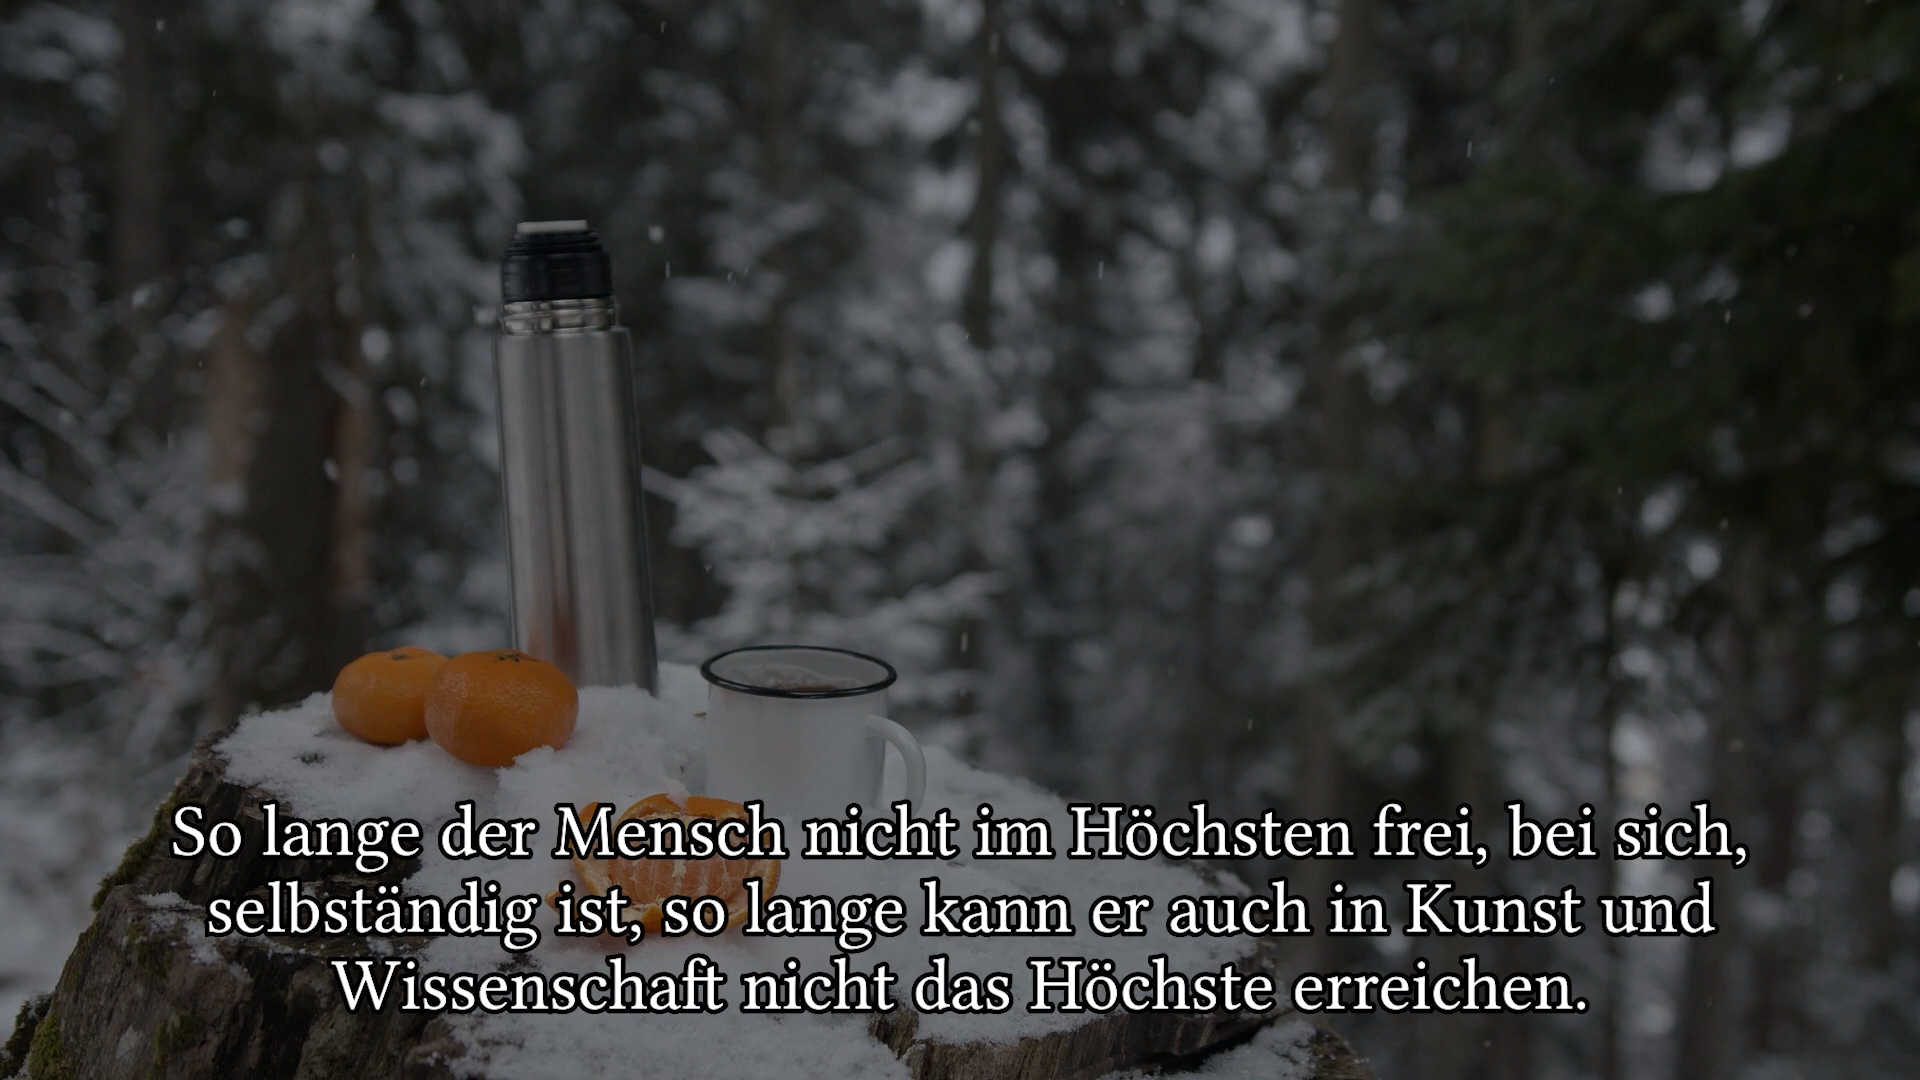 So lange der Mensch nicht im Höchsten frei, bei sich,
selbständig ist, so lange kann er auch in Kunst und
Wissenschaft nicht das Höchste erreichen.